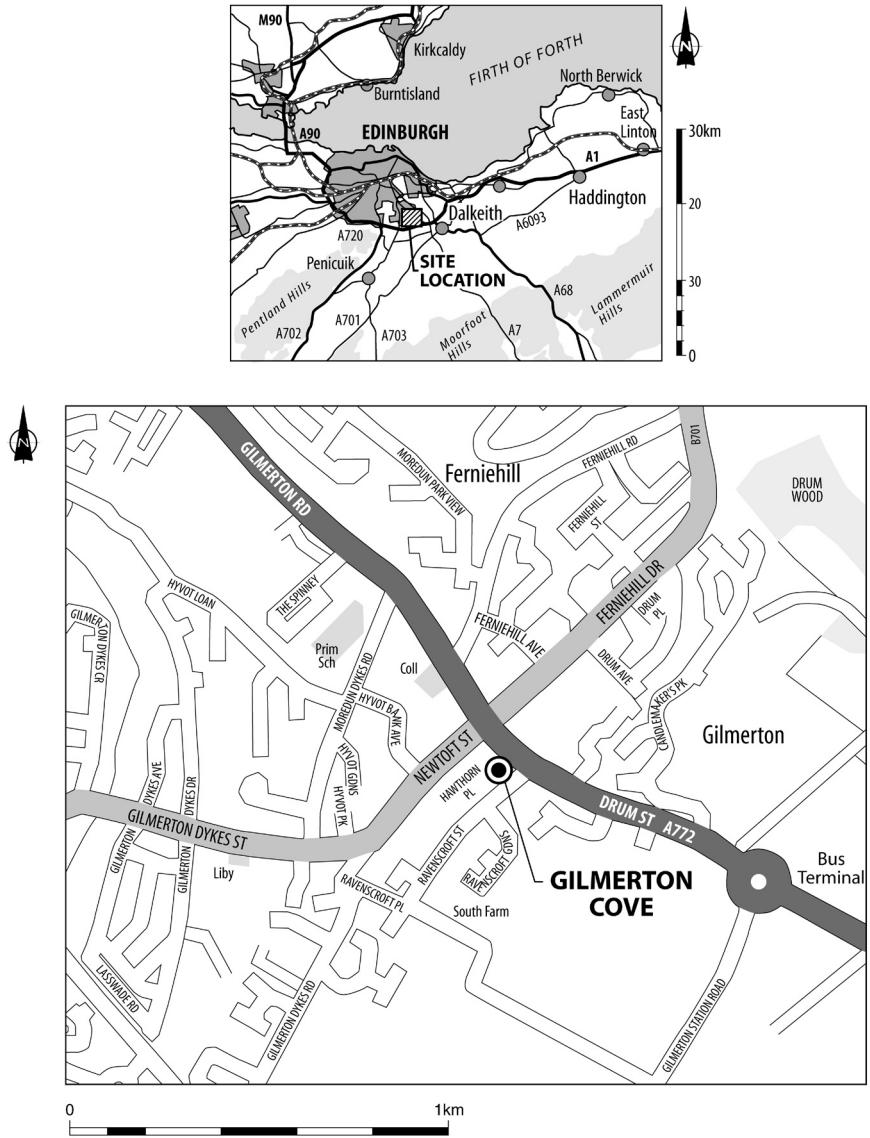 M90
Kirkcaldy
FIRTH OF FORTH
N
Burntisland
North Berwick
A90
EDINBURGH
East
Linton
30km
A1
Haddington
20
Dalkeith
A6093
A720
Penicuik
SITE
LOCATION
Pentland Hills
A702
A701
A703
Moorfoot
Hills
A7
A68
Lammermuir
Hills
30
0
N
GILMERTON RD
MOREDUN PARK VIEW
Ferniehill
FERNIEHILL RD
B701
DRUM
WOOD
FERNIEHILL
ST
HYVOT LOAN
THE SPINNEY
FERNIEHILL DR
DRUM
PL
GILMERTON DYKES CR
Prim
Sch
Coll
FERNIEHILL AVE
DRUM AVE
MOREDUN DYKES RD
HYVOT BANK AVE
CANDLEMAKER'S PK
Gilmerton
NEWTOFT ST
HYVOT GDNS
HYVOT PK
HAWTHORN
PL
GILMERTON DYKES AVE
GILMERTON DYKES DR
GILMERTON DYKES ST
DRUM ST A772
Liby
RAVENSCROFT ST
RAVENSCROFT
GDNS
RAVENSCROFT PL
GILMERTON
COVE
Bus
Terminal
South Farm
LASSWADE RD
GILMERTON DYKES RD
GILMERTON STATION ROAD
0
1km